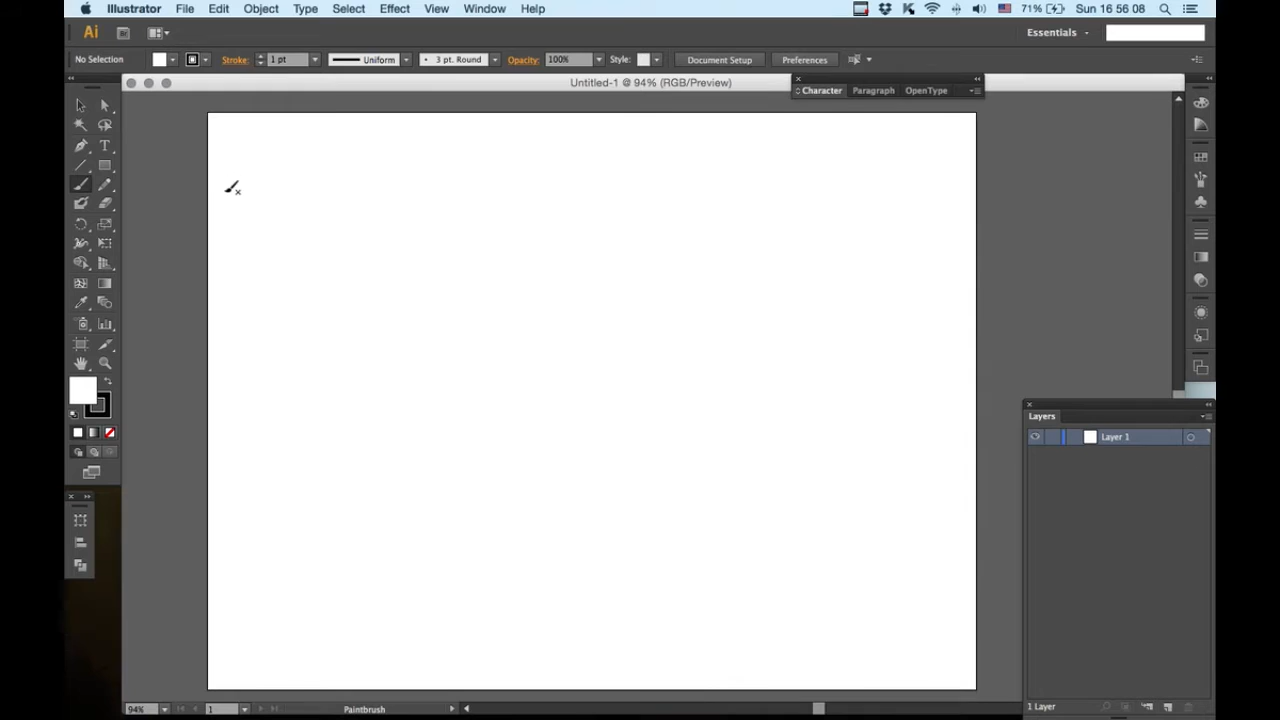 Illustrator File Edit Object Type Select Effect View Window Help 71% Sun 16 56 08
Ai Essentials
No Selection Stroke: 1 pt Uniform 3 pt. Round Opacity: 100% Style: Document Setup Preferences
Untitled-1 @ 94% (RGB/Preview)
Character Paragraph OpenType
T
Layers
Layer 1
1 Layer
94% 1 Paintbrush